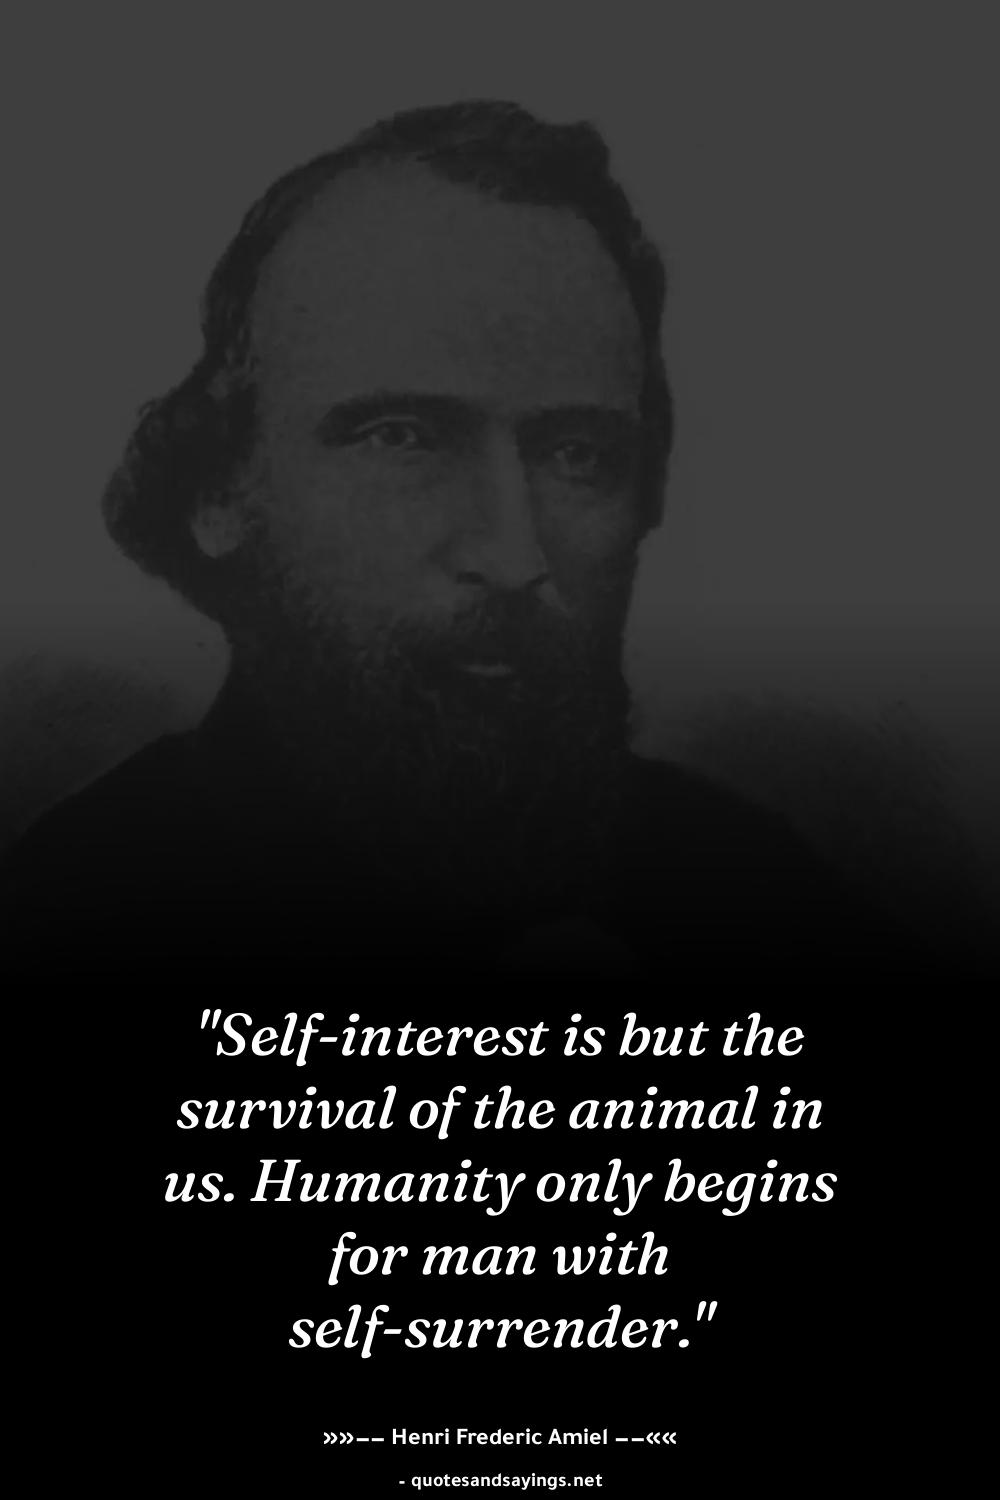 "Self-interest is but the
survival of the animal in
us. Humanity only begins
for man with
self-surrender."
»»−− Henri Frederic Amiel −−««
- quotesandsayings.net